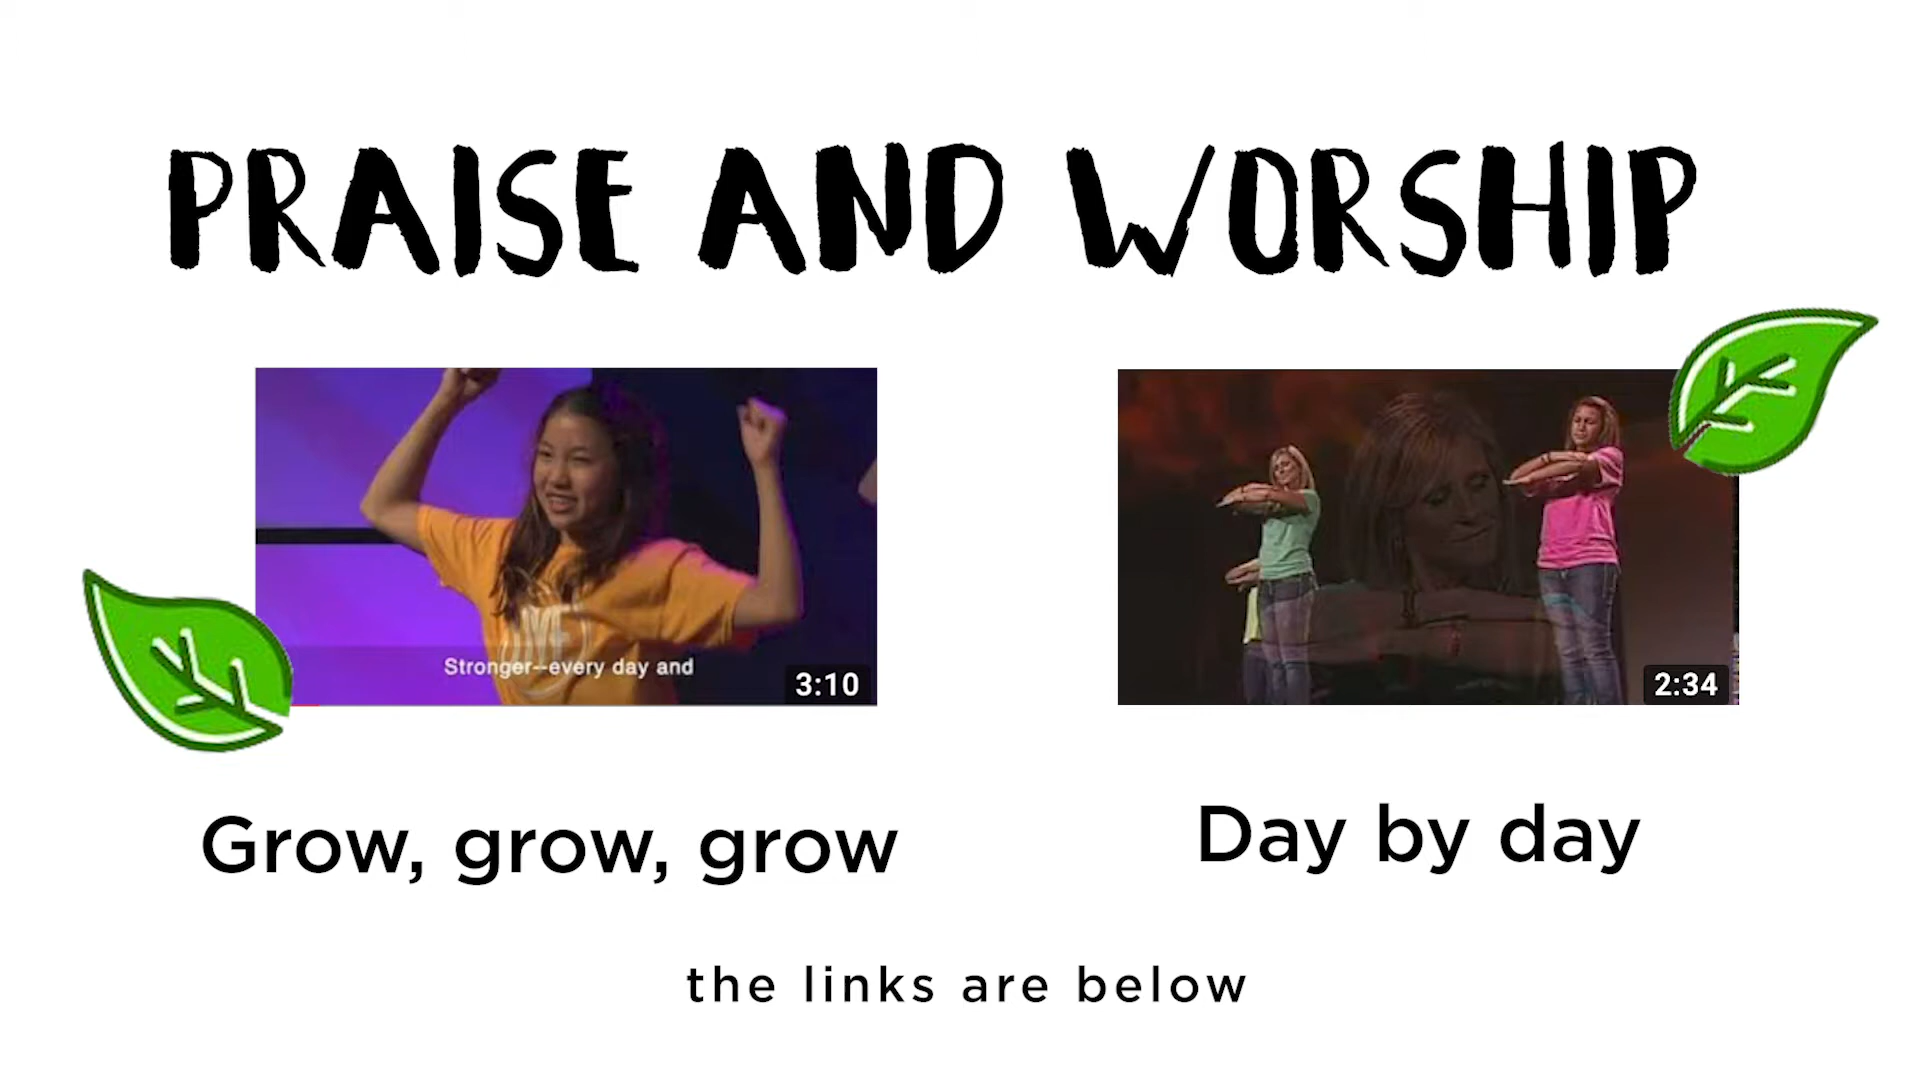 PRAISE AND WORSHIP
Stronger--every day and
3:10
2:34
Grow, grow, grow
Day by day
the links are below